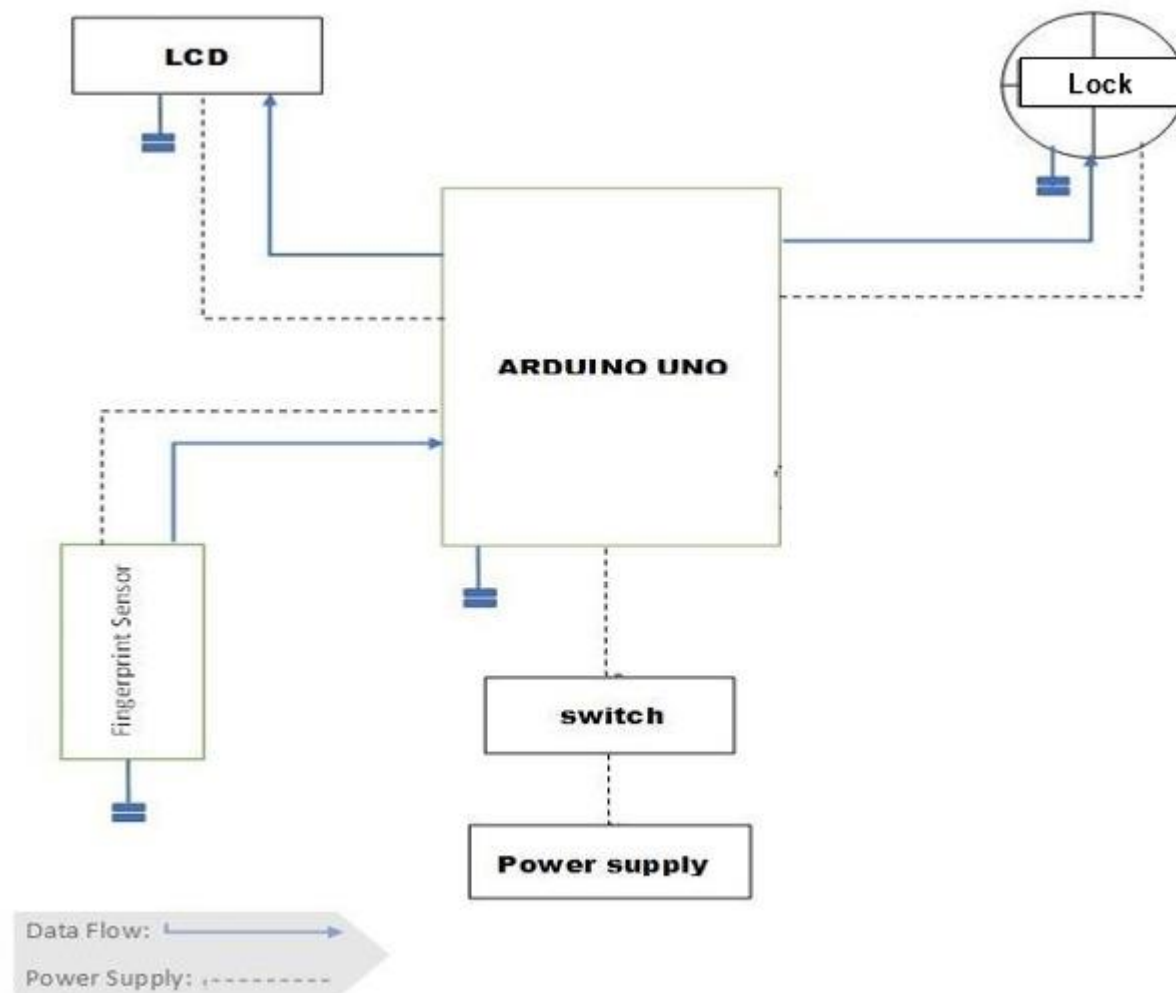 LCD
Lock
ARDUINO UNO
Fingerprint Sensor
switch
Power supply
Data Flow:
Power Supply: